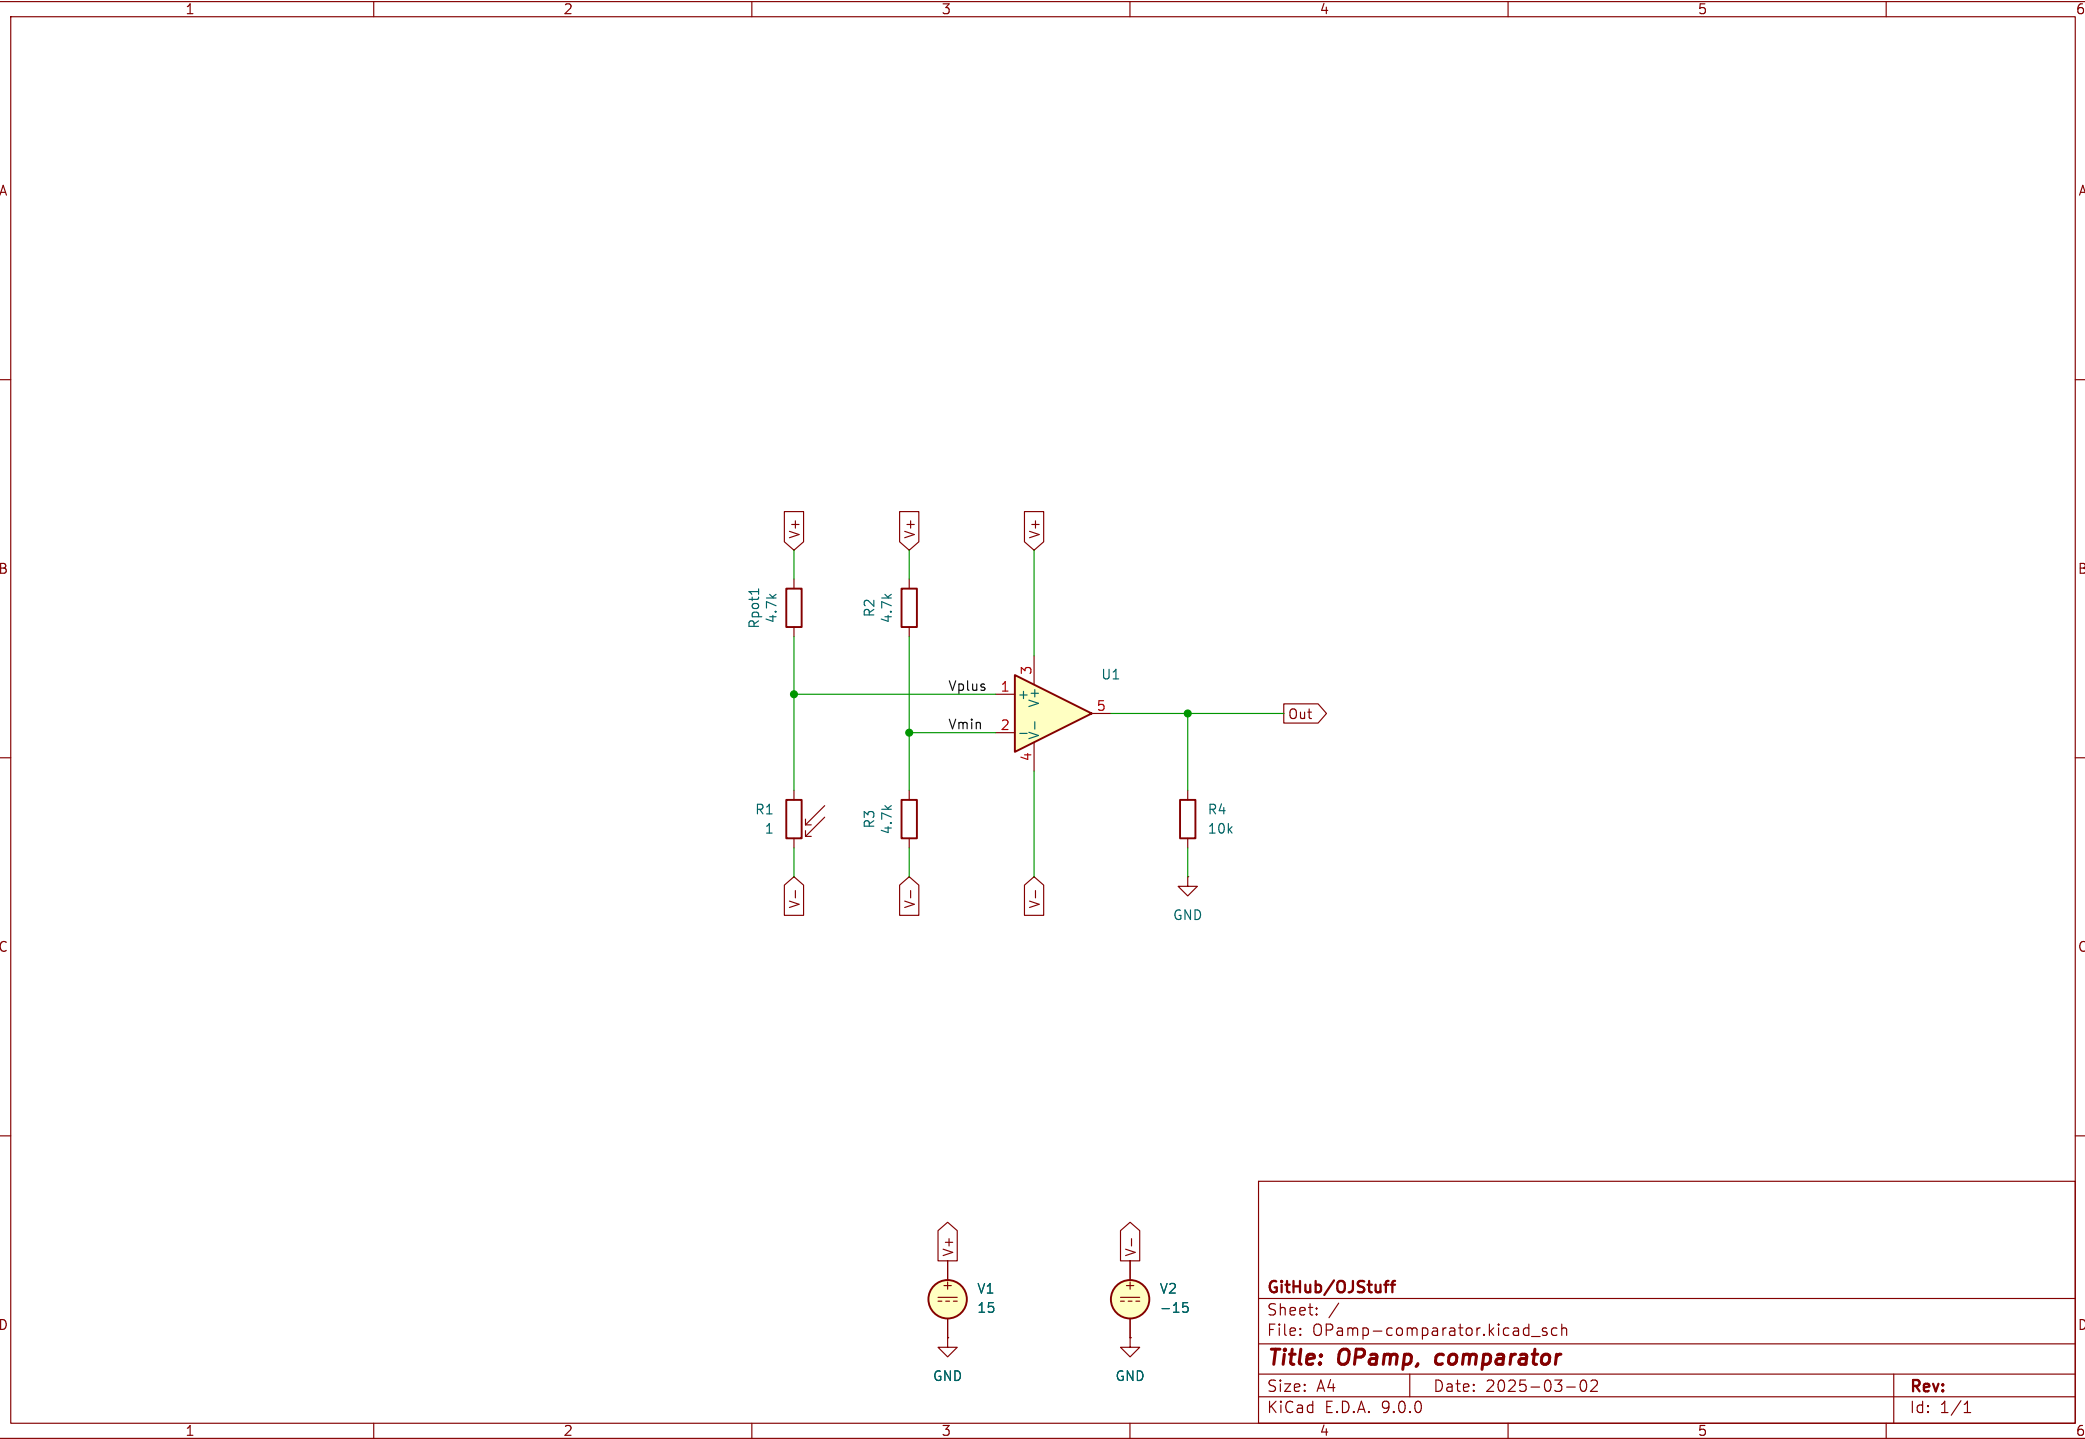 1 2 3 4 5 6
A A
B B
C C
D D
V+ V+ V+
Rpot1
4.7k
R2
4.7k
U1
3
Vplus 1 + V+
5 Out
Vmin 2 - V-
4
R1
1
R3
4.7k
R4
10k
V- V- V-
GND
V+ V-
+ +
V1
15
V2
-15
GND GND
GitHub/OJStuff
Sheet: /
File: OPamp-comparator.kicad_sch
Title: OPamp, comparator
Size: A4 Date: 2025-03-02 Rev:
KiCad E.D.A. 9.0.0 Id: 1/1
1 2 3 4 5 6